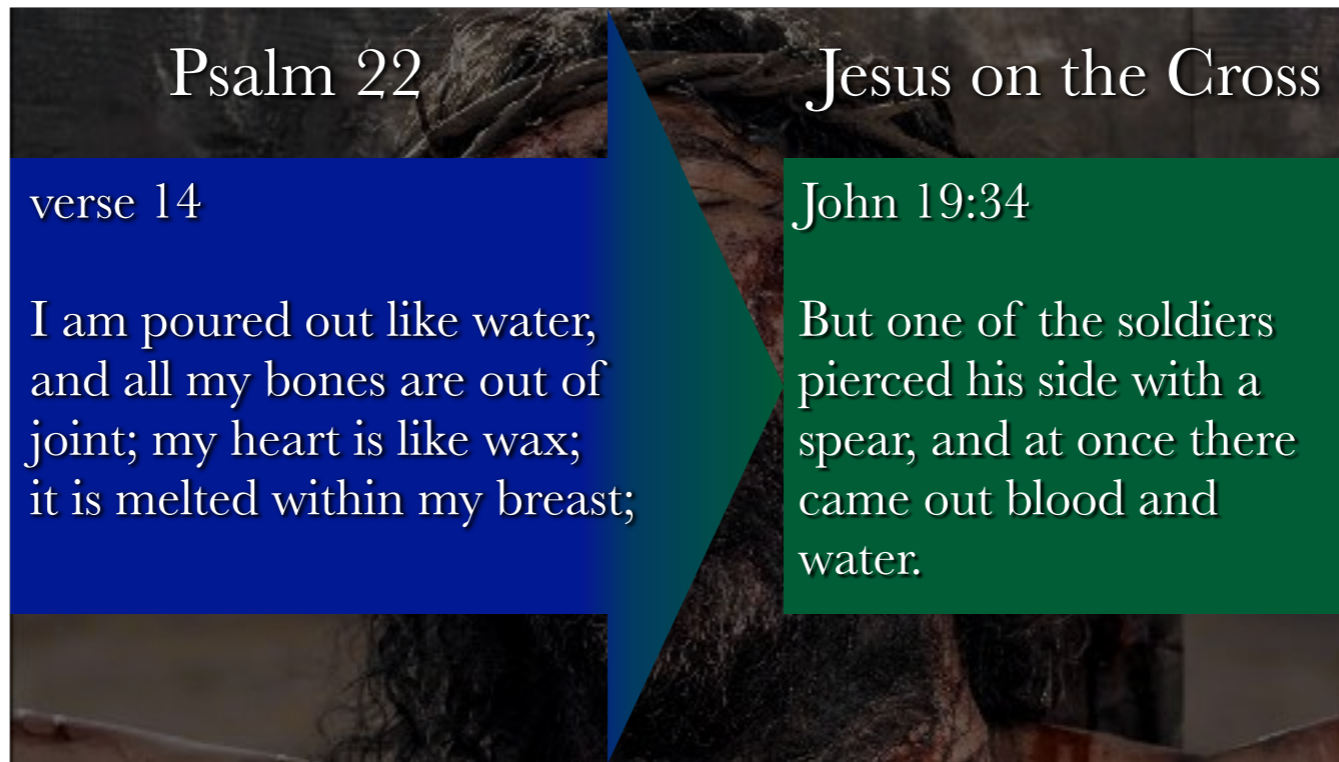 Psalm 22
verse 14
I am poured out like water,
and all my bones are out of
joint; my heart is like wax;
it is melted within my breast;
Jesus on the Cross
John 19:34
But one of the soldiers
pierced his side with a
spear, and at once there
came out blood and
water.